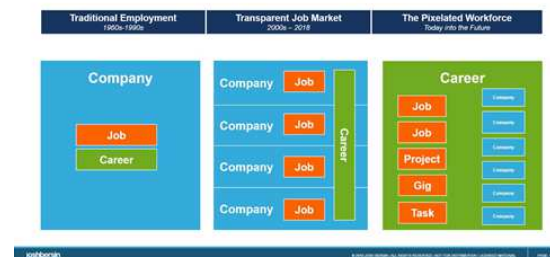 Traditional Employment
1960s-1990s
Transparent Job Market
2000s – 2018
The Pixelated Workforce
Today into the Future
Company
Job
Career
Company
Job
Company
Job
Company
Job
Company
Job
Career
Career
Job
Job
Project
Gig
Task
Company
Company
Company
Company
Company
Company
joshbersin